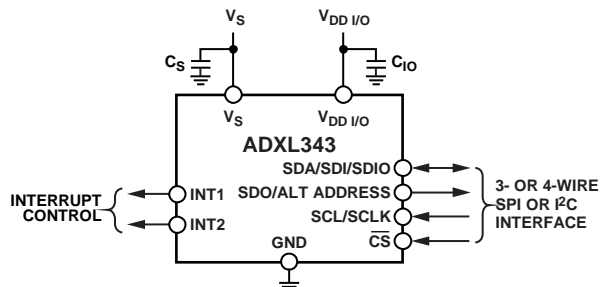 VS
VDD I/O
CS
CIO
VS
VDD I/O
ADXL343
SDA/SDI/SDIO
SDO/ALT ADDRESS
SCL/SCLK
CS
INT1
INT2
GND
INTERRUPT
CONTROL
3- OR 4-WIRE
SPI OR I2C
INTERFACE